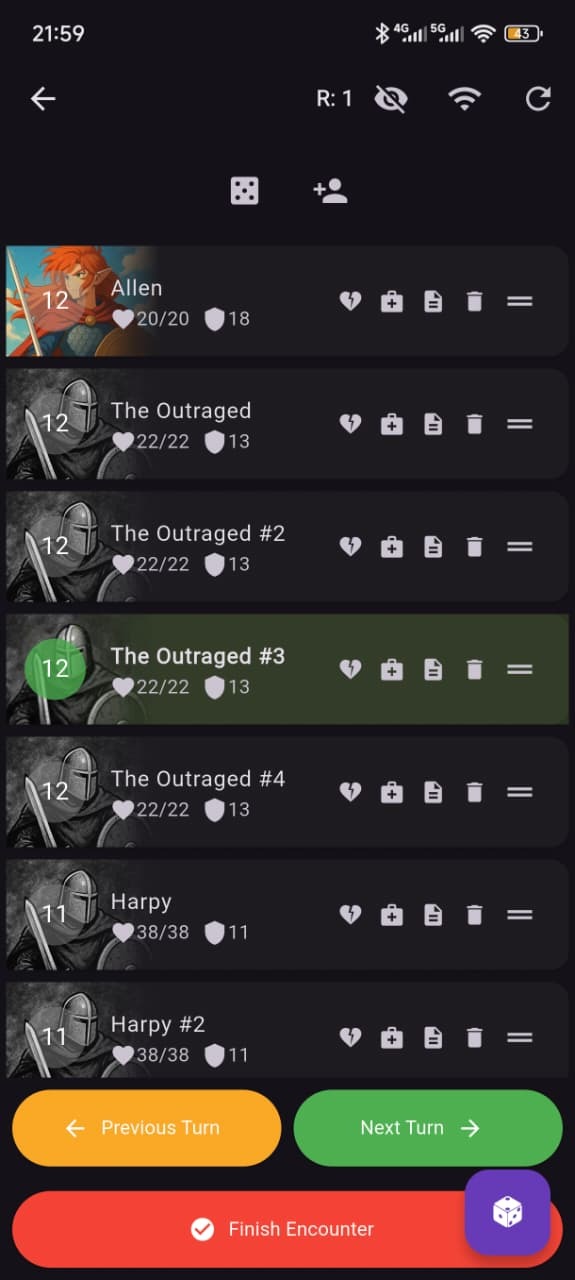 21:59
4G 5G 43
R: 1
12 Allen
20/20 18
12 The Outraged
22/22 13
12 The Outraged #2
22/22 13
12 The Outraged #3
22/22 13
12 The Outraged #4
22/22 13
11 Harpy
38/38 11
11 Harpy #2
38/38 11
Previous Turn
Next Turn
Finish Encounter